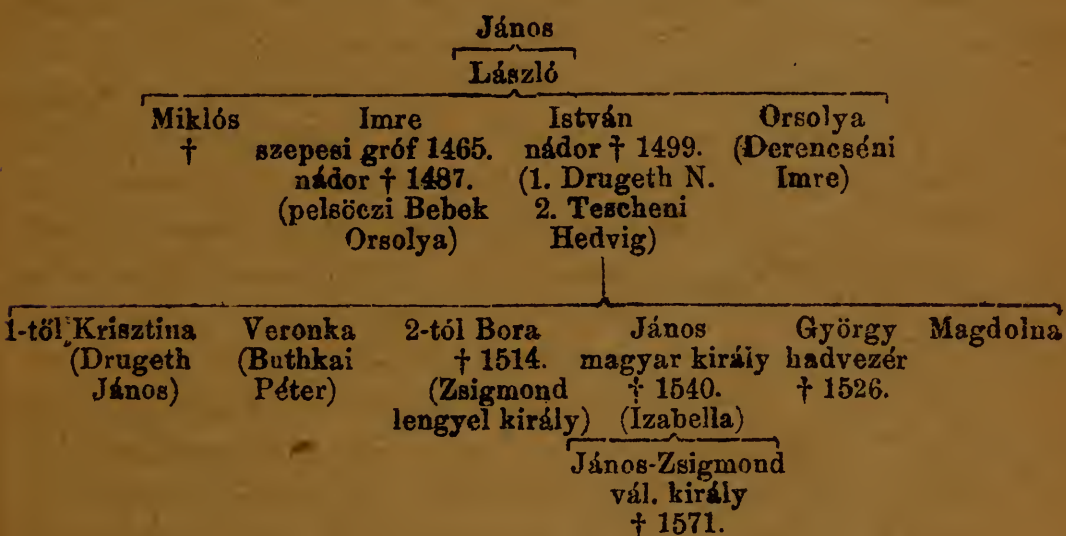 János
László
Miklós Imre István Orsolya
† szepesi gróf 1465. nádor † 1499. (Derencséni
nádor † 1487. (1. Drugeth N. Imre)
(pelsöczi Bebek 2. Tescheni
Orsolya) Hedvig)
1-től Krisztina Veronka 2-tól Bora János György Magdolna
(Drugeth (Buthkai † 1514. magyar király hadvezér
János) Péter) (Zsigmond † 1540. † 1526.
lengyel király) (Izabella)
János-Zsigmond
vál. király
† 1571.